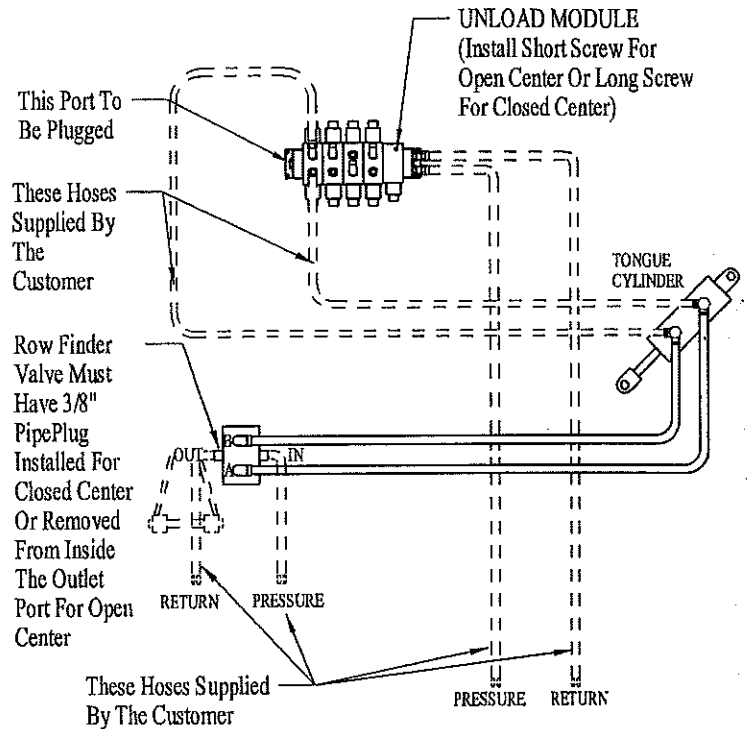 UNLOAD MODULE
(Install Short Screw For
Open Center Or Long Screw
For Closed Center)
This Port To
Be Plugged
These Hoses
Supplied By
The
Customer
TONGUE
CYLINDER
Row Finder
Valve Must
Have 3/8"
PipePlug
Installed For
Closed Center
Or Removed
From Inside
The Outlet
Port For Open
Center
B
OUT
IN
A
RETURN
PRESSURE
These Hoses Supplied
By The Customer
PRESSURE
RETURN